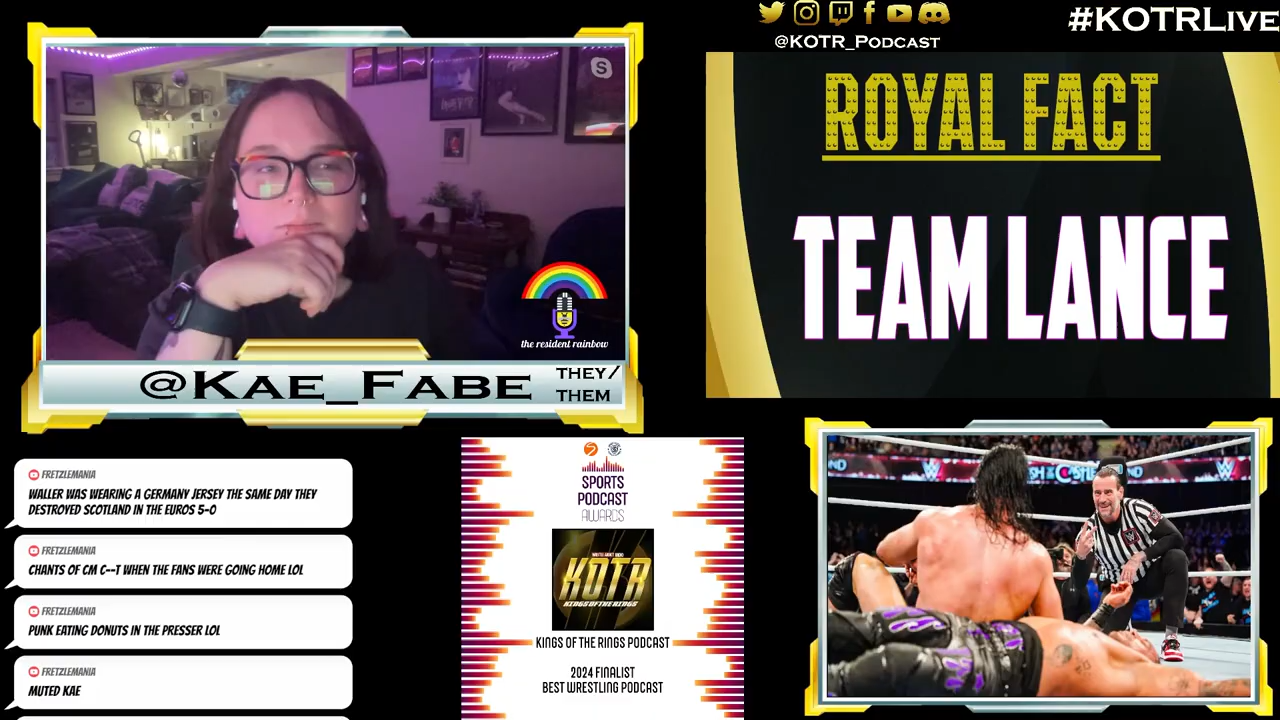 @KOTR_Podcast
#KOTRLive
the resident rainbow
@Kae_Fabe
they/
them
ROYAL FACT
TEAM LANCE
FRETZLEMANIA
WALLER WAS WEARING A GERMANY JERSEY THE SAME DAY THEY
DESTROYED SCOTLAND IN THE EUROS 5-0
FRETZLEMANIA
CHANTS OF CM C--T WHEN THE FANS WERE GOING HOME LOL
FRETZLEMANIA
PUNK EATING DONUTS IN THE PRESSER LOL
FRETZLEMANIA
MUTED KAE
SPORTS
PODCAST
AWARDS
KOTR
KINGS OF THE RINGS
KINGS OF THE RINGS PODCAST
2024 FINALIST
BEST WRESTLING PODCAST